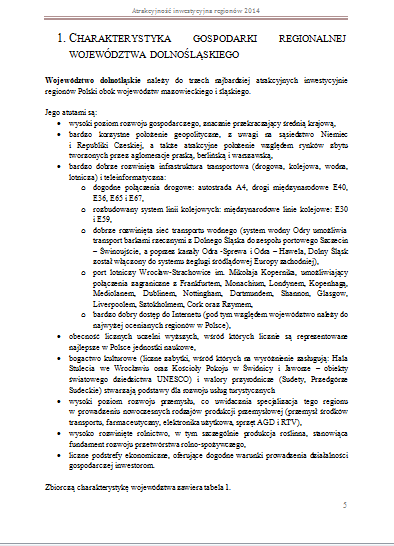 Atrakcyjność inwestycyjna regionów 2014
1. CHARAKTERYSTYKA GOSPODARKI REGIONALNEJ
WOJEWÓDZTWA DOLNOŚLĄSKIEGO
Województwo dolnośląskie należy do trzech najbardziej atrakcyjnych inwestycyjnie
regionów Polski obok województw mazowieckiego i śląskiego.
Jego atutami są:
• wysoki poziom rozwoju gospodarczego, znacznie przekraczający średnią krajową,
• bardzo korzystne położenie geopolityczne, z uwagi na sąsiedztwo Niemiec
i Republiki Czeskiej, a także atrakcyjne położenie względem rynków zbytu
tworzonych przez aglomeracje praską, berlińską i warszawską,
• bardzo dobrze rozwinięta infrastruktura transportowa (drogowa, kolejowa, wodna,
lotnicza) i teleinformatyczna:
o dogodne połączenia drogowe: autostrada A4, drogi międzynarodowe E40,
E36, E65 i E67,
o rozbudowany system linii kolejowych: międzynarodowe linie kolejowe: E30
i E59,
o dobrze rozwinięta sieć transportu wodnego (system wodny Odry umożliwia
transport barkami rzecznymi z Dolnego Śląska do zespołu portowego Szczecin
– Świnoujście, a poprzez kanały Odra -Sprewa i Odra – Hawela, Dolny Śląsk
został włączony do systemu żeglugi śródlądowej Europy zachodniej),
o port lotniczy Wrocław-Strachowice im. Mikołaja Kopernika, umożliwiający
połączenia zagraniczne z Frankfurtem, Monachium, Londynem, Kopenhagą,
Mediolanem, Dublinem, Nottingham, Dortmundem, Shannon, Glasgow,
Liverpoolem, Sztokholmem, Cork oraz Rzymem,
o bardzo dobry dostęp do Internetu (pod tym względem województwo należy do
najwyżej ocenianych regionów w Polsce),
• obecność licznych uczelni wyższych, wśród których liczne są reprezentowane
najlepsze w Polsce jednostki naukowe,
• bogactwo kulturowe (liczne zabytki, wśród których na wyróżnienie zasługują: Hala
Stulecia we Wrocławiu oraz Kościoły Pokoju w Świdnicy i Jaworze – obiekty
światowego dziedzictwa UNESCO) i walory przyrodnicze (Sudety, Przedgórze
Sudeckie) stwarzają podstawy dla rozwoju usług turystycznych
• wysoki poziom rozwoju przemysłu, co uwidacznia specjalizacja tego regionu
w prowadzeniu nowoczesnych rodzajów produkcji przemysłowej (przemysł środków
transportu, farmaceutyczny, elektronika użytkowa, sprzęt AGD i RTV),
• wysoko rozwinięte rolnictwo, w tym szczególnie produkcja roślinna, stanowiąca
fundament rozwoju przetwórstwa rolno-spożywczego,
• liczne podstrefy ekonomiczne, oferujące dogodne warunki prowadzenia działalności
gospodarczej inwestorom.
Zbiorczą charakterystykę województwa zawiera tabela 1.
5